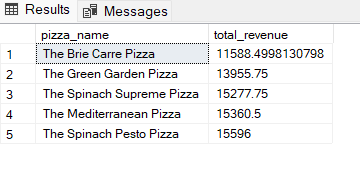 Results Messages
pizza_name total_revenue
1 The Brie Carre Pizza 11588.4998130798
2 The Green Garden Pizza 13955.75
3 The Spinach Supreme Pizza 15277.75
4 The Mediterranean Pizza 15360.5
5 The Spinach Pesto Pizza 15596